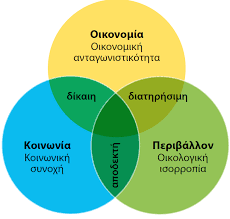 Οικονομία
Οικονομική
ανταγωνιστικότητα
δίκαιη
διατηρήσιμη
Κοινωνία
Κοινωνική
συνοχή
αποδεκτή
Περιβάλλον
Οικολογική
ισορροπία